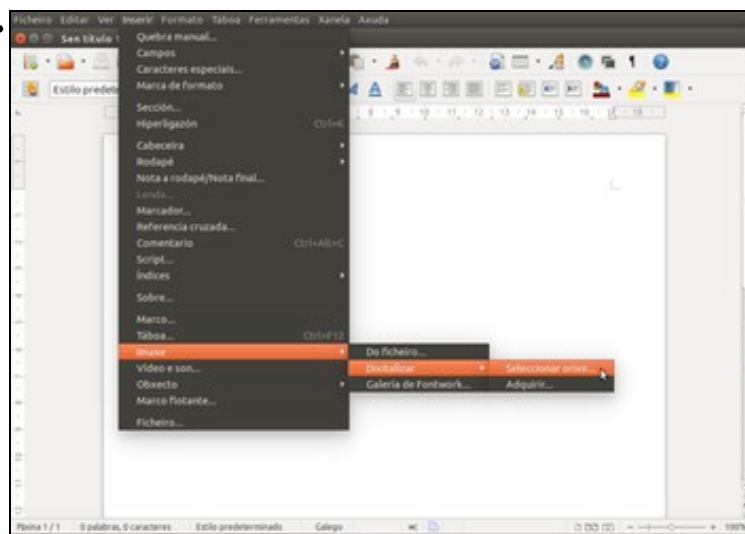 Ficheiro Editar Ver Inserir Formato Táboa Ferramentas Xanela Axuda
Sen título 1
Quebra manual...
Campos
Caracteres especiais...
Marca de formato
Estilo predete
Sección...
Hiperligazón Ctrl+K
Cabeceira
Rodapé
Nota a rodapé/Nota final...
Lenda...
Marcador...
Referencia cruzada...
Comentario Ctrl+Alt+C
Script...
Índices
Sobre...
Marco...
Táboa... Ctrl+F12
Imaxe
Do ficheiro...
Vídeo e son...
Dixitalizar
Seleccionar orixe...
Obxecto
Galería de Fontwork...
Adquirir...
Marco flotante...
Ficheiro...
Páxina 1 / 1 0 palabras, 0 caracteres Estilo predeterminado Galego 100%